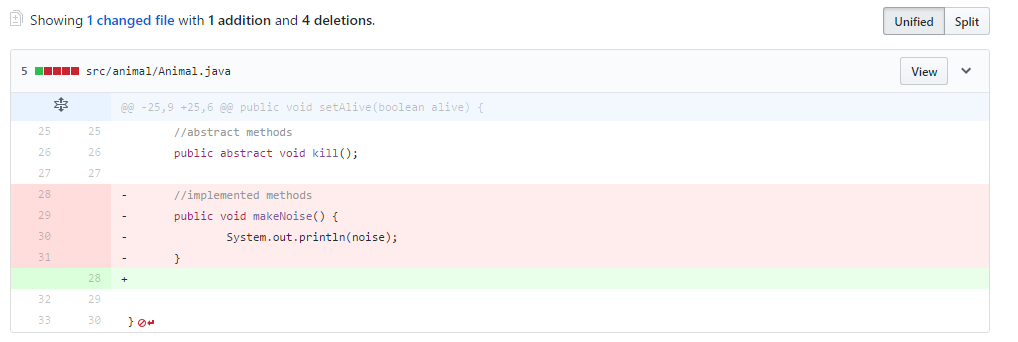 Showing 1 changed file with 1 addition and 4 deletions.
Unified Split
5 src/animal/Animal.java View
@@ -25,9 +25,6 @@ public void setAlive(boolean alive) {
25 25 //abstract methods
26 26 public abstract void kill();
27 27
28 - //implemented methods
29 - public void makeNoise() {
30 - System.out.println(noise);
31 - }
28 +
32 29
33 30 }